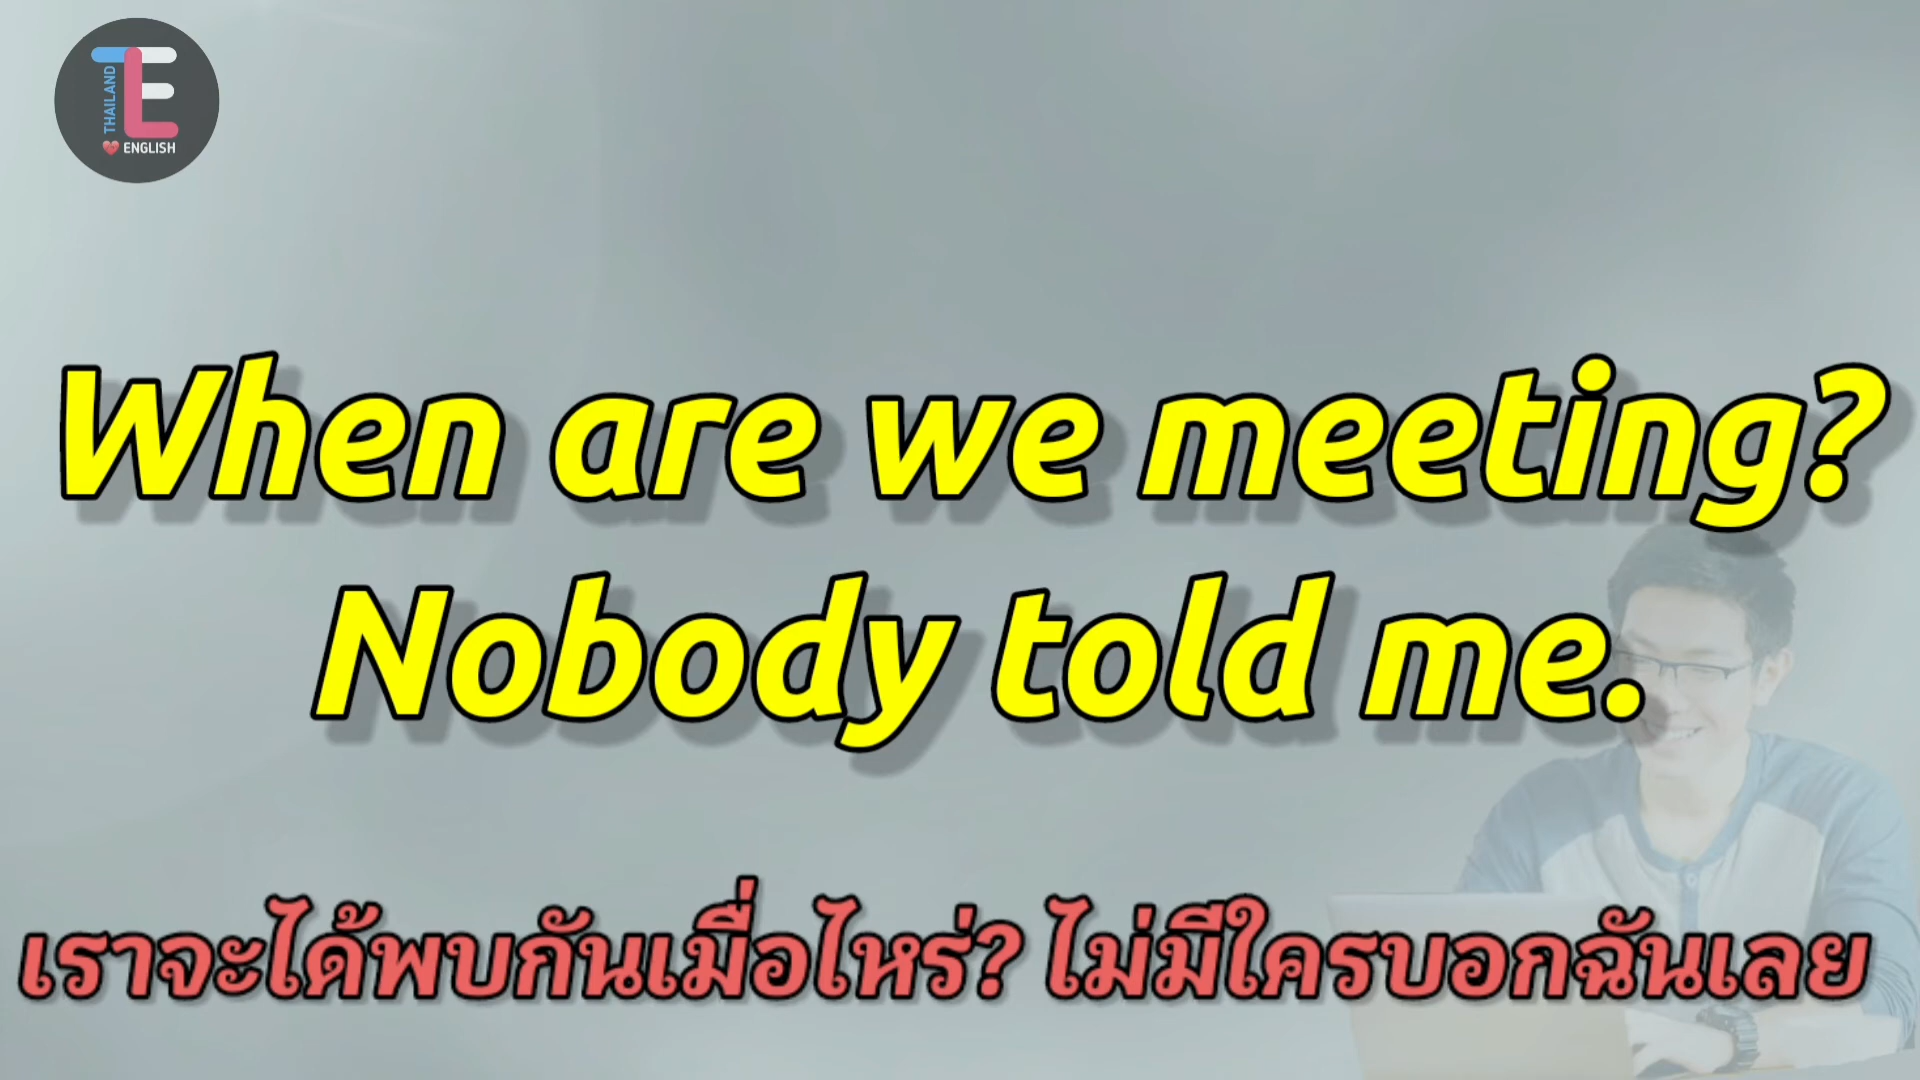 THAILAND
❤ ENGLISH
When are we meeting?
Nobody told me.
เราจะได้พบกันเมื่อไหร่? ไม่มีใครบอกฉันเลย